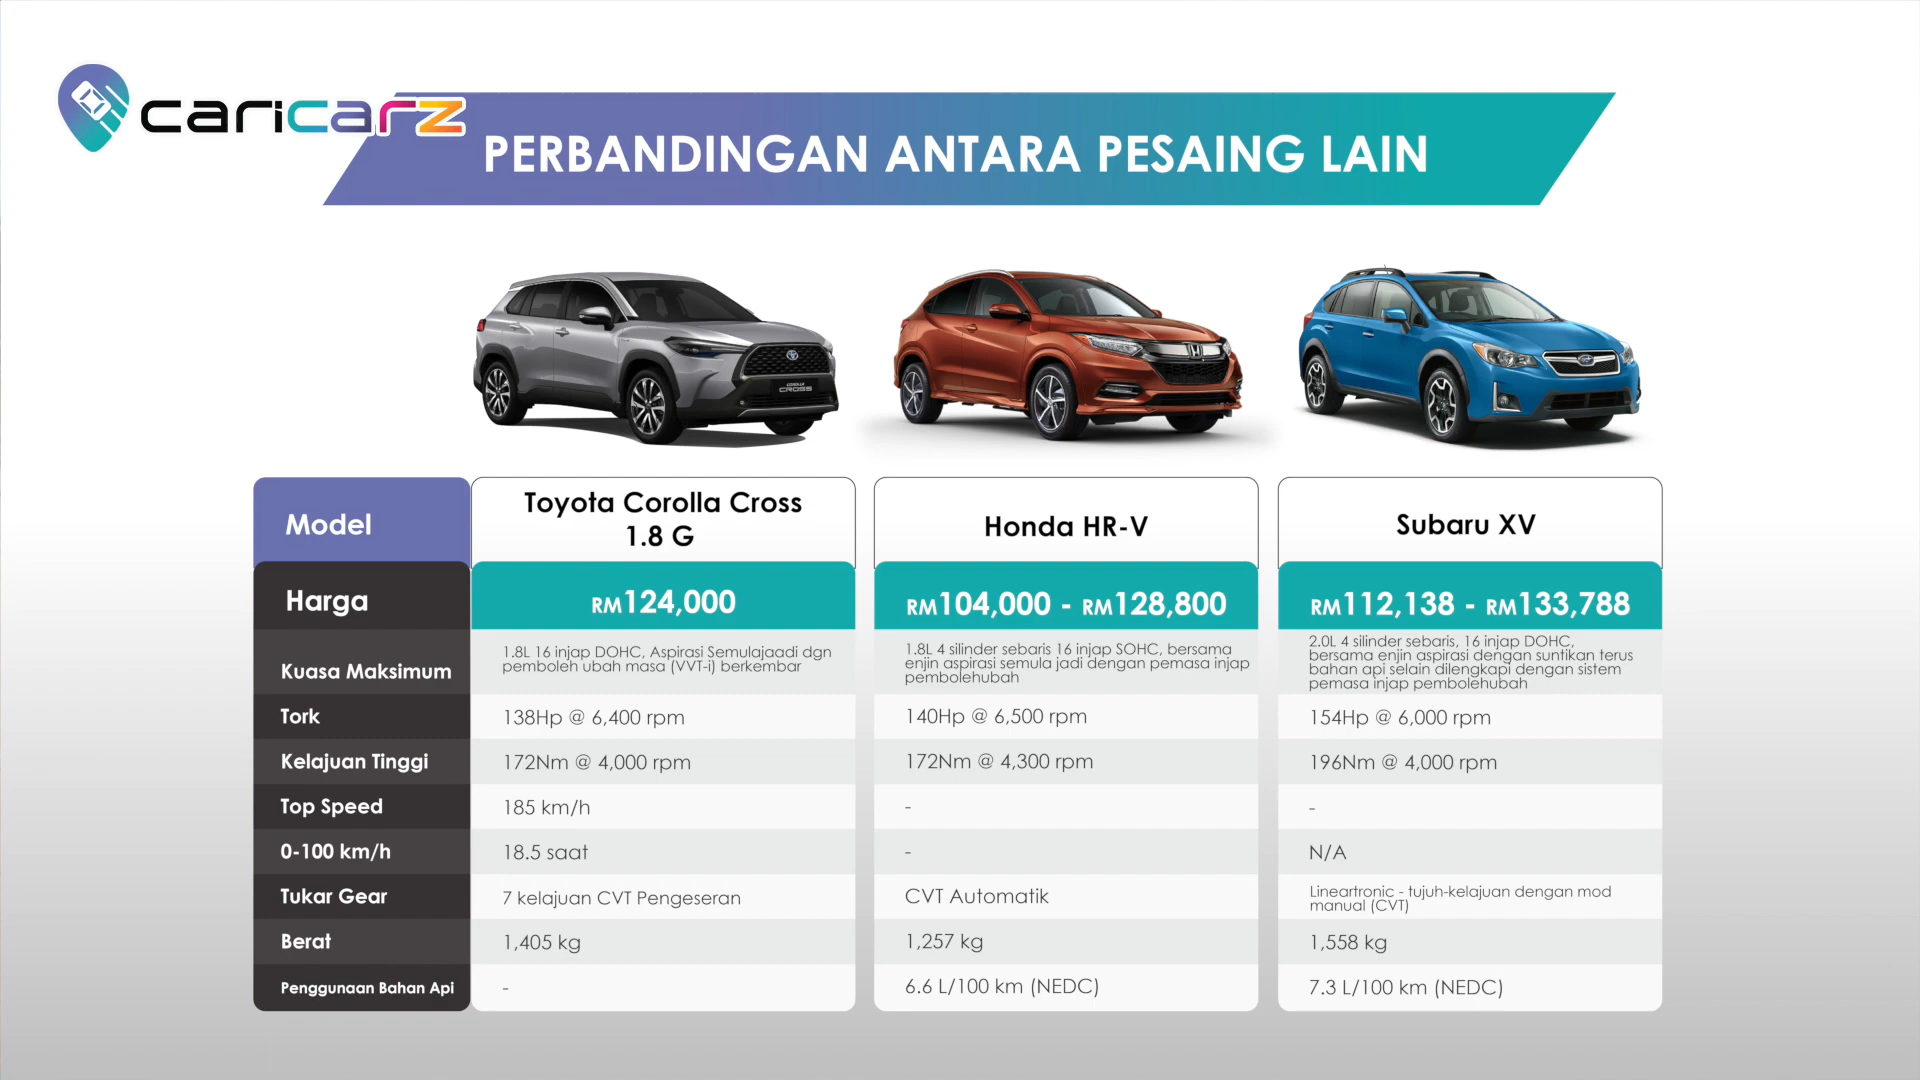 caricarz
PERBANDINGAN ANTARA PESAING LAIN
COROLLA
CROSS
Model
Toyota Corolla Cross
1.8 G
Honda HR-V
Subaru XV
Harga
RM124,000
RM104,000 - RM128,800
RM112,138 - RM133,788
Kuasa Maksimum
1.8L 16 injap DOHC, Aspirasi Semulajaadi dgn
pemboleh ubah masa (VVT-i) berkembar
1.8L 4 silinder sebaris 16 injap SOHC, bersama
enjin aspirasi semula jadi dengan pemasa injap
pembolehubah
2.0L 4 silinder sebaris, 16 injap DOHC,
bersama enjin aspirasi dengan suntikan terus
bahan api selain dilengkapi dengan sistem
pemasa injap pembolehubah
Tork
138Hp @ 6,400 rpm
140Hp @ 6,500 rpm
154Hp @ 6,000 rpm
Kelajuan Tinggi
172Nm @ 4,000 rpm
172Nm @ 4,300 rpm
196Nm @ 4,000 rpm
Top Speed
185 km/h
-
-
0-100 km/h
18.5 saat
-
N/A
Tukar Gear
7 kelajuan CVT Pengeseran
CVT Automatik
Lineartronic - tujuh-kelajuan dengan mod
manual (CVT)
Berat
1,405 kg
1,257 kg
1,558 kg
Penggunaan Bahan Api
-
6.6 L/100 km (NEDC)
7.3 L/100 km (NEDC)